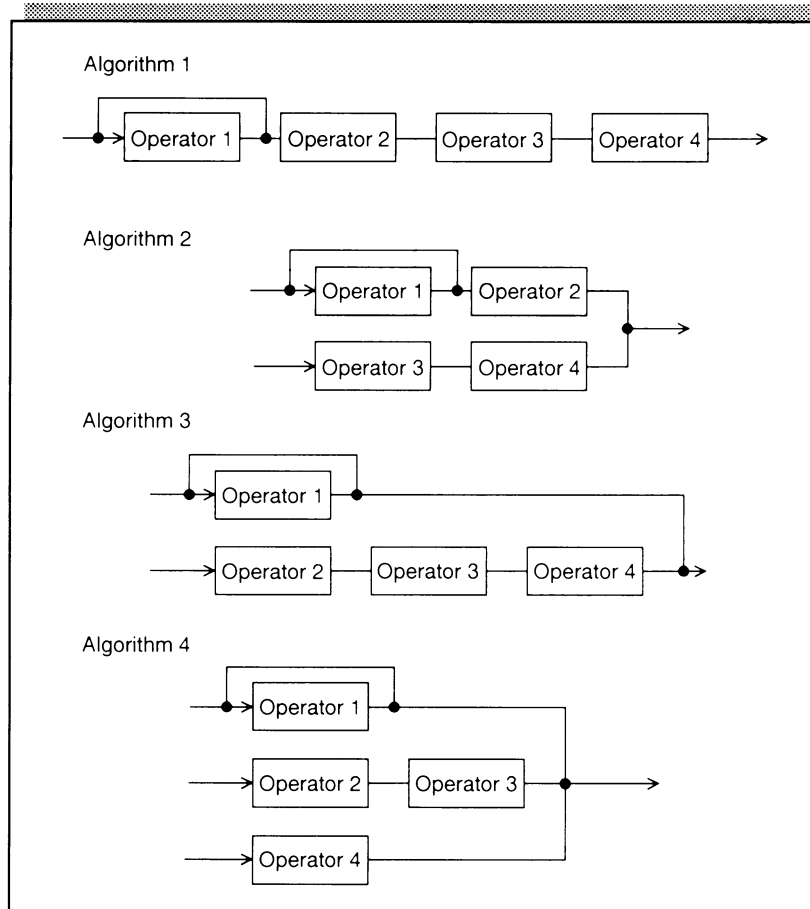 Algorithm 1
Operator 1 Operator 2 Operator 3 Operator 4
Algorithm 2
Operator 1 Operator 2
Operator 3 Operator 4
Algorithm 3
Operator 1
Operator 2 Operator 3 Operator 4
Algorithm 4
Operator 1
Operator 2 Operator 3
Operator 4